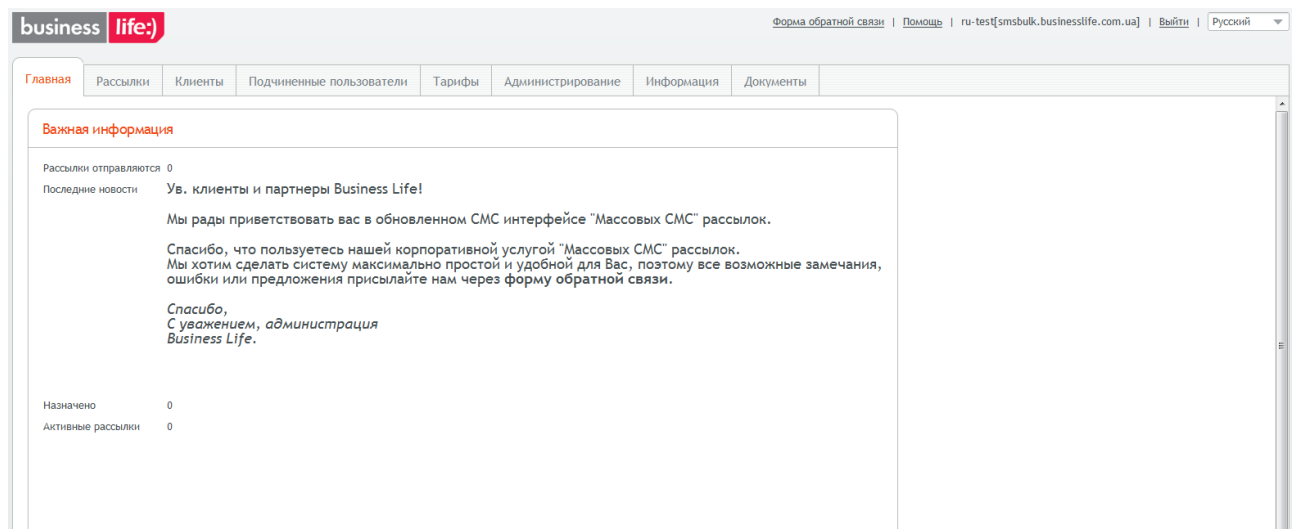 business life:)
Форма обратной связи | Помощь | ru-test[smsbulk.businesslife.com.ua] | Выйти | Русский
Главная Рассылки Клиенты Подчиненные пользователи Тарифы Администрирование Информация Документы
Важная информация
Рассылки отправляются 0
Последние новости Ув. клиенты и партнеры Business Life!
Мы рады приветствовать вас в обновленном СМС интерфейсе "Массовых СМС" рассылок.
Спасибо, что пользуетесь нашей корпоративной услугой "Массовых СМС" рассылок.
Мы хотим сделать систему максимально простой и удобной для Вас, поэтому все возможные замечания,
ошибки или предложения присылайте нам через форму обратной связи.
Спасибо,
С уважением, администрация
Business Life.
Назначено 0
Активные рассылки 0